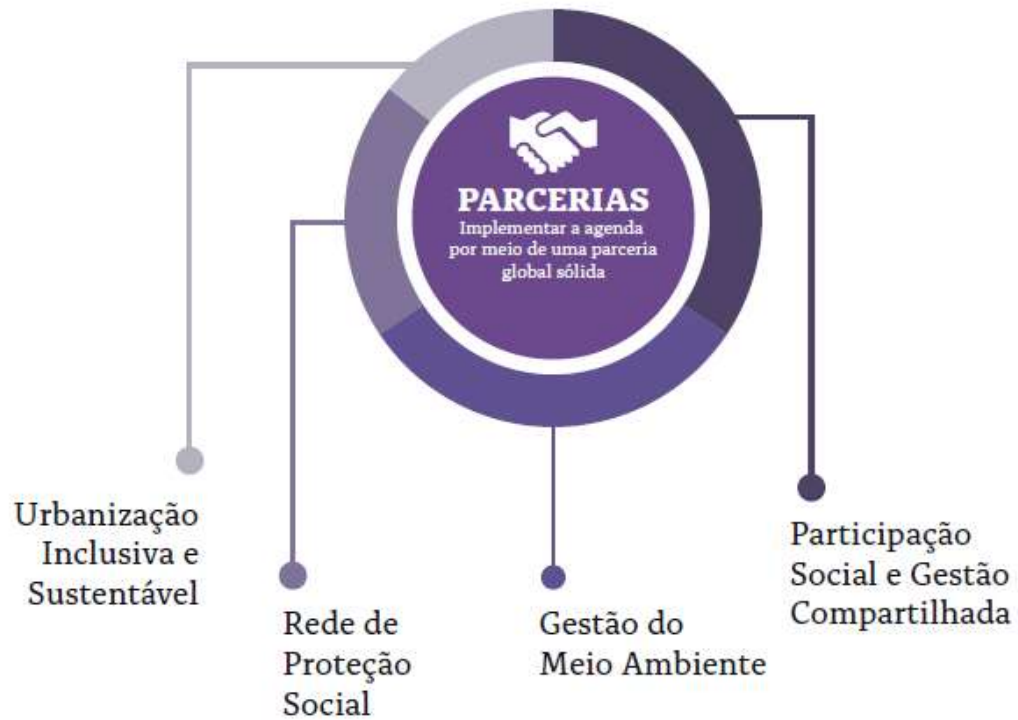 PARCERIAS
Implementar a agenda
por meio de uma parceria
global sólida
Urbanização
Inclusiva e
Sustentável
Rede de
Proteção
Social
Gestão do
Meio Ambiente
Participação
Social e Gestão
Compartilhada